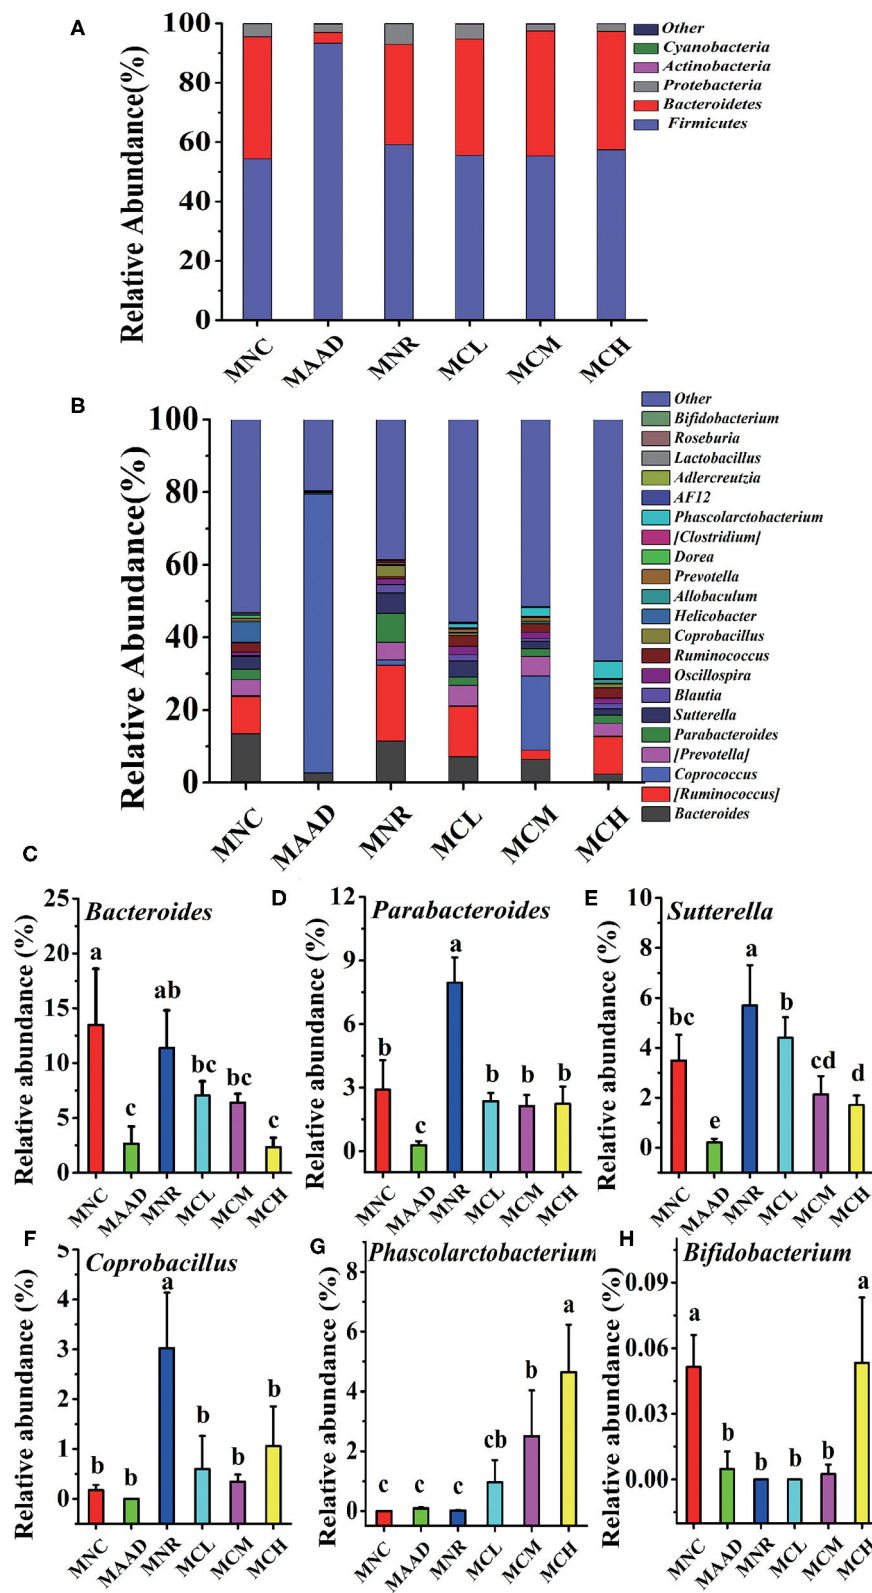 A
Relative Abundance(%)
100
80
60
40
20
0
MNC
MAAD
MNR
MCL
MCM
MCH
Other
Cyanobacteria
Actinobacteria
Protebacteria
Bacteroidetes
Firmicutes
B
Relative Abundance(%)
100
80
60
40
20
0
MNC
MAAD
MNR
MCL
MCM
MCH
Other
Bifidobacterium
Roseburia
Lactobacillus
Adlercreutzia
AF12
Phascolarctobacterium
[Clostridium]
Dorea
Prevotella
Allobaculum
Helicobacter
Coprobacillus
Ruminococcus
Oscillospira
Blautia
Sutterella
Parabacteroides
[Prevotella]
Coprococcus
[Ruminococcus]
Bacteroides
C
Bacteroides
Relative abundance (%)
25
20
15
10
5
0
a
c
ab
bc
bc
c
MNC
MAAD
MNR
MCL
MCM
MCH
D
Parabacteroides
Relative abundance (%)
12
9
6
3
0
b
c
a
b
b
b
MNC
MAAD
MNR
MCL
MCM
MCH
E
Sutterella
Relative abundance (%)
10
8
6
4
2
0
bc
e
a
b
cd
d
MNC
MAAD
MNR
MCL
MCM
MCH
F
Coprobacillus
Relative abundance (%)
5
4
3
2
1
0
b
b
a
b
b
b
MNC
MAAD
MNR
MCL
MCM
MCH
G
Phascolarctobacterium
Relative abundance (%)
8
6
4
2
0
c
c
c
cb
b
a
MNC
MAAD
MNR
MCL
MCM
MCH
H
Bifidobacterium
Relative abundance (%)
0.09
0.06
0.03
0.00
a
b
b
b
b
a
MNC
MAAD
MNR
MCL
MCM
MCH